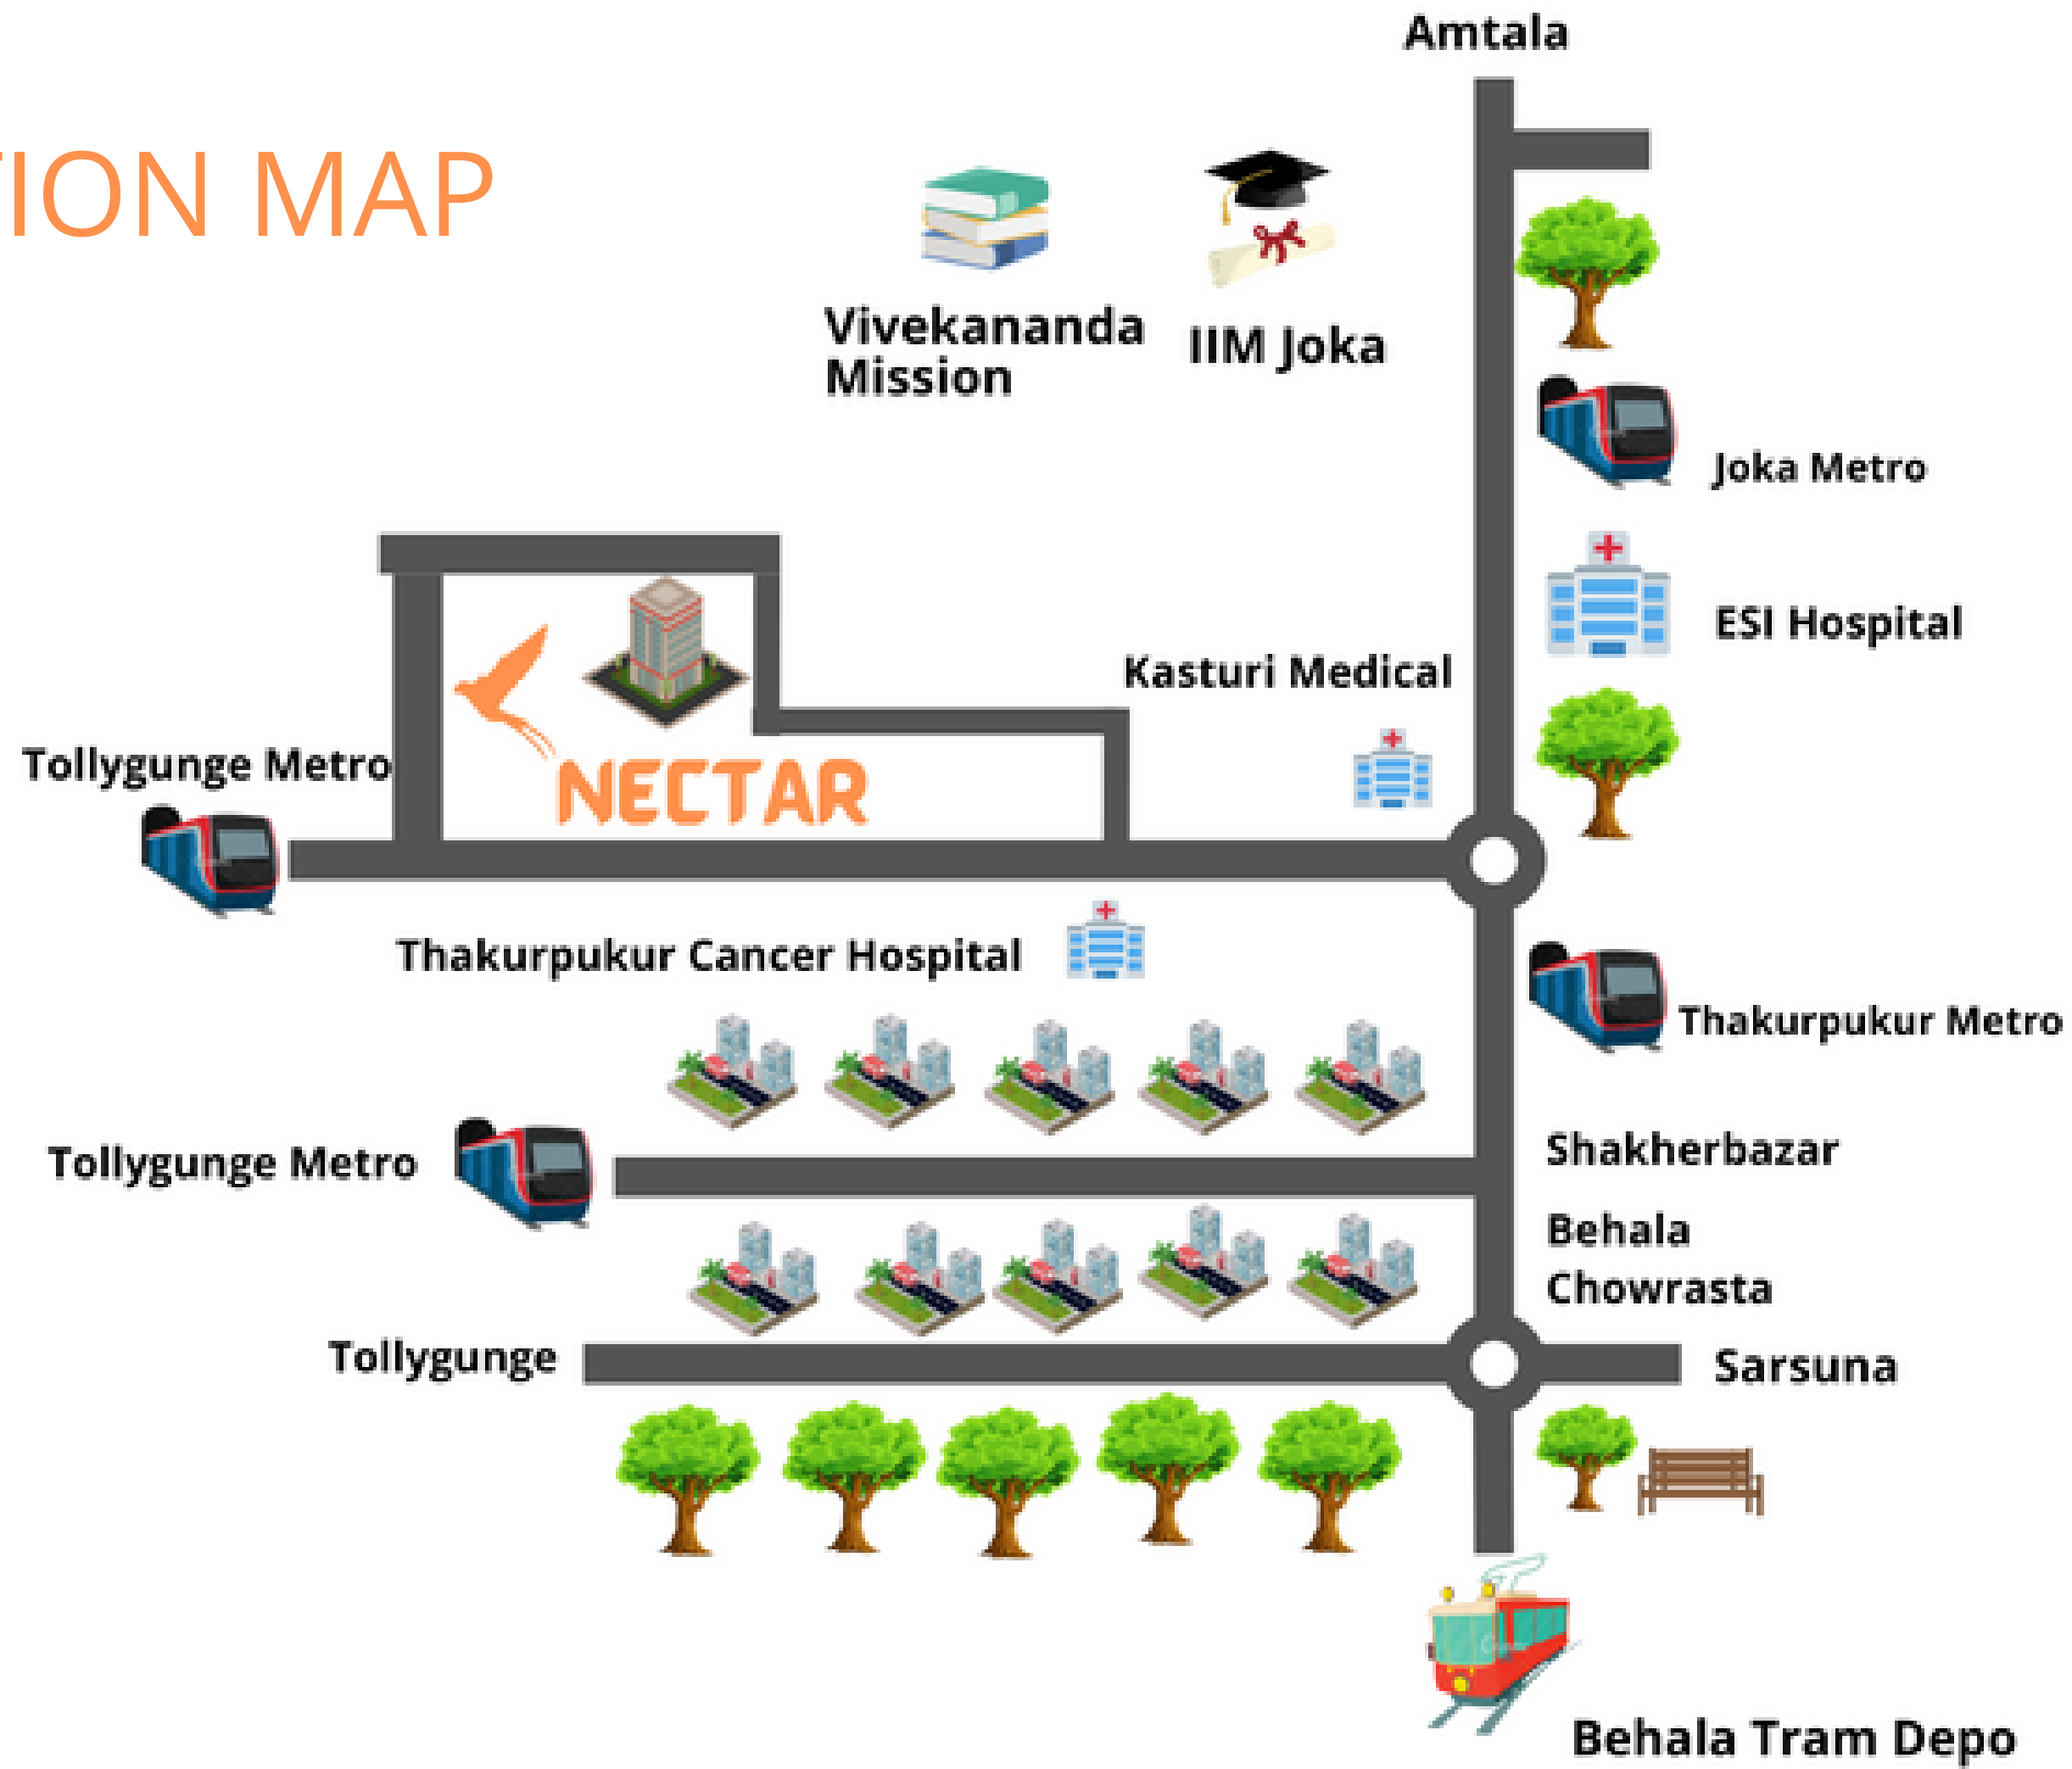 Amtala
TION MAP
Vivekananda
Mission
IIM Joka
Joka Metro
ESI Hospital
Kasturi Medical
Tollygunge Metro
NECTAR
Thakurpukur Cancer Hospital
Thakurpukur Metro
Tollygunge Metro
Shakherbazar
Behala
Chowrasta
Tollygunge
Sarsuna
Behala Tram Depo